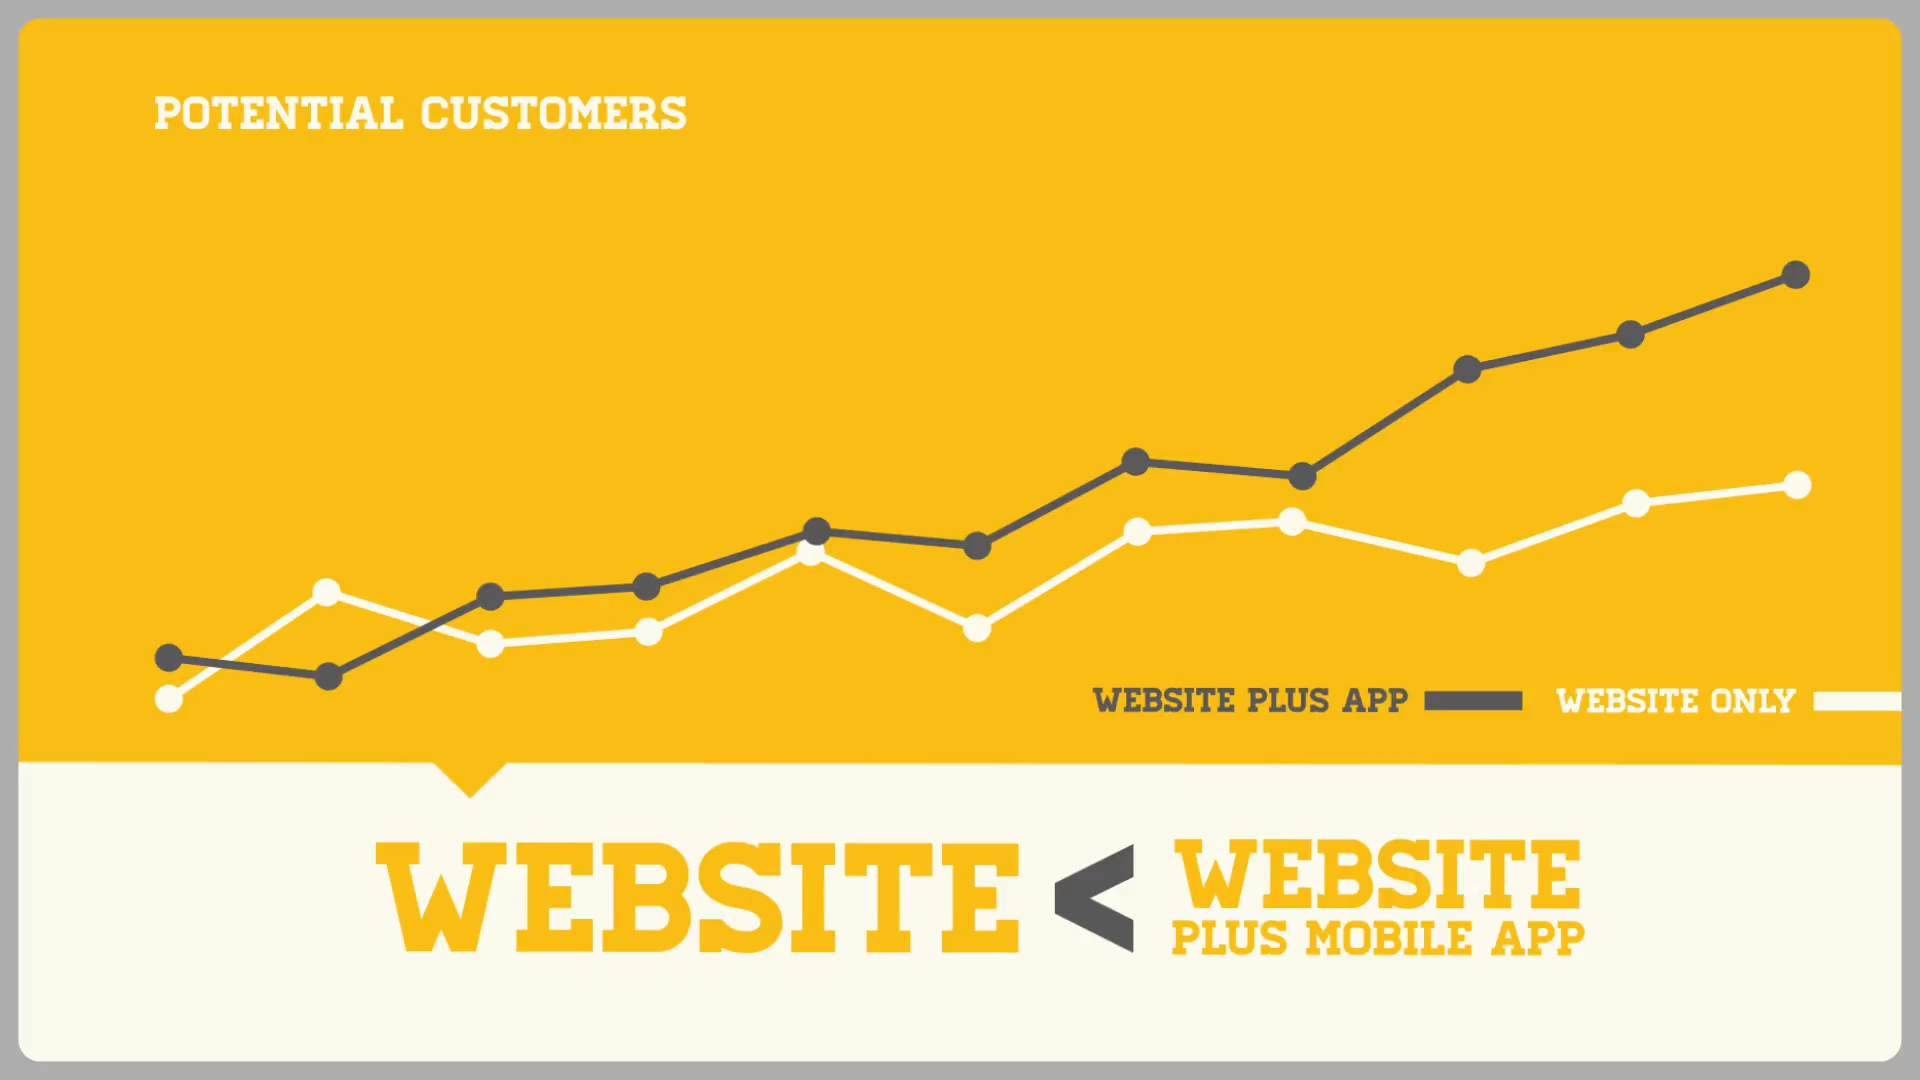 POTENTIAL CUSTOMERS
WEBSITE PLUS APP
WEBSITE ONLY
WEBSITE < WEBSITE
PLUS MOBILE APP